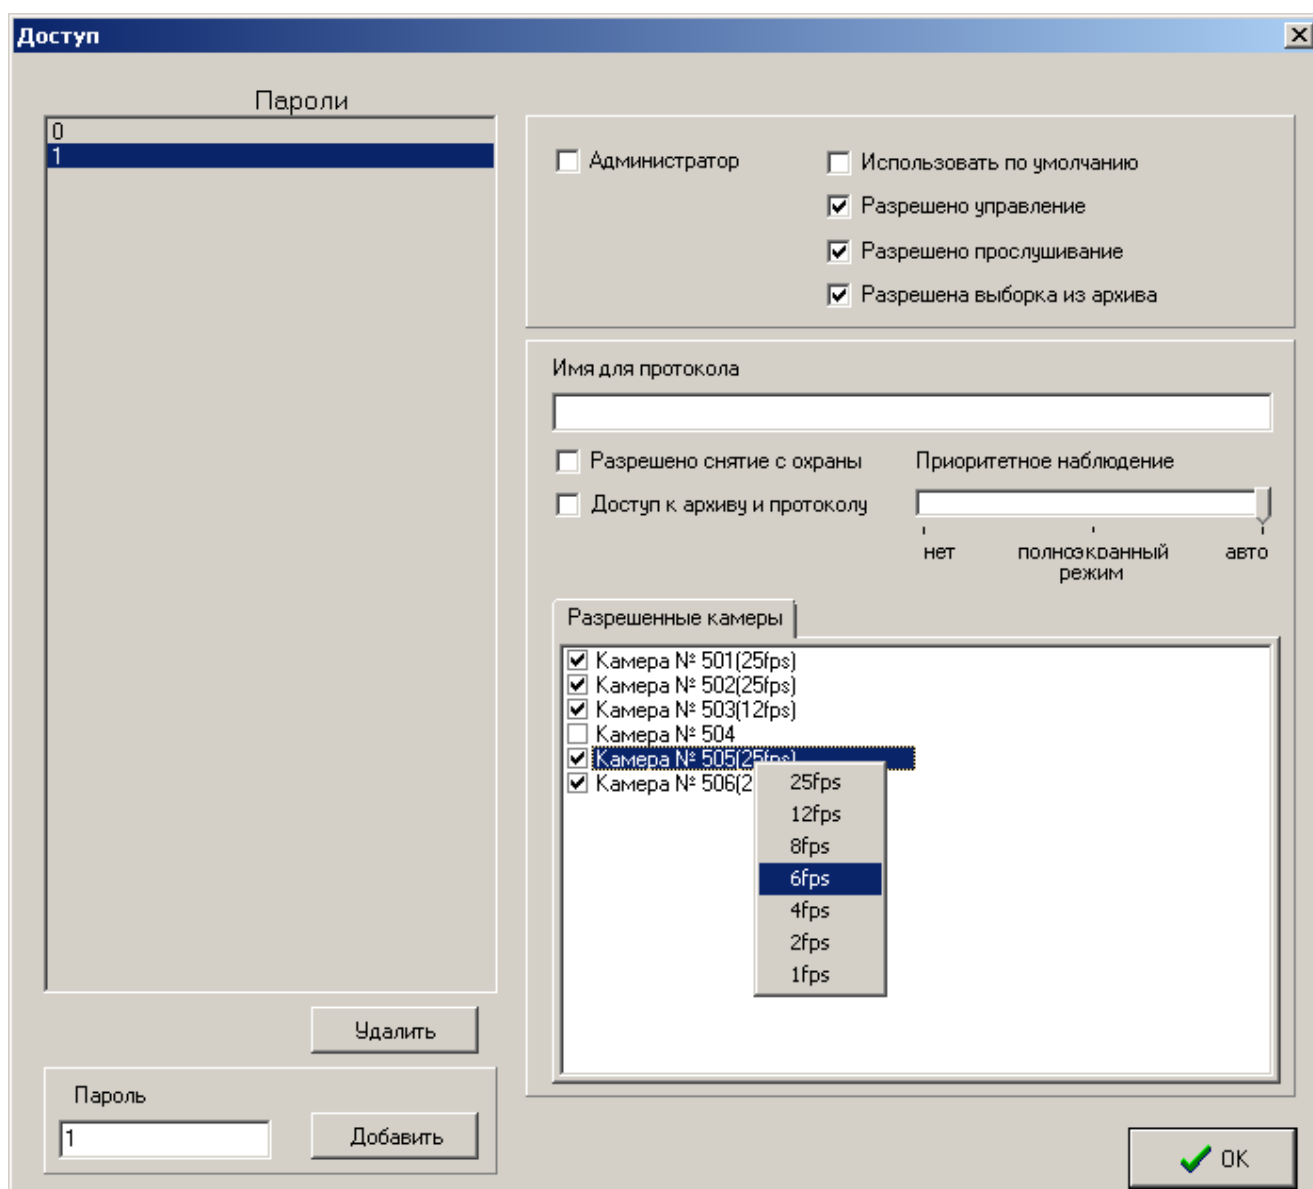 Доступ
Пароли
0
1
Удалить
Пароль
1
Добавить
Администратор
Использовать по умолчанию
Разрешено управление
Разрешено прослушивание
Разрешена выборка из архива
Имя для протокола
Разрешено снятие с охраны
Доступ к архиву и протоколу
Приоритетное наблюдение
нет
полноэкранный
режим
авто
Разрешенные камеры
Камера № 501(25fps)
Камера № 502(25fps)
Камера № 503(12fps)
Камера № 504
Камера № 505(25fps)
Камера № 506(2
25fps
12fps
8fps
6fps
4fps
2fps
1fps
OK